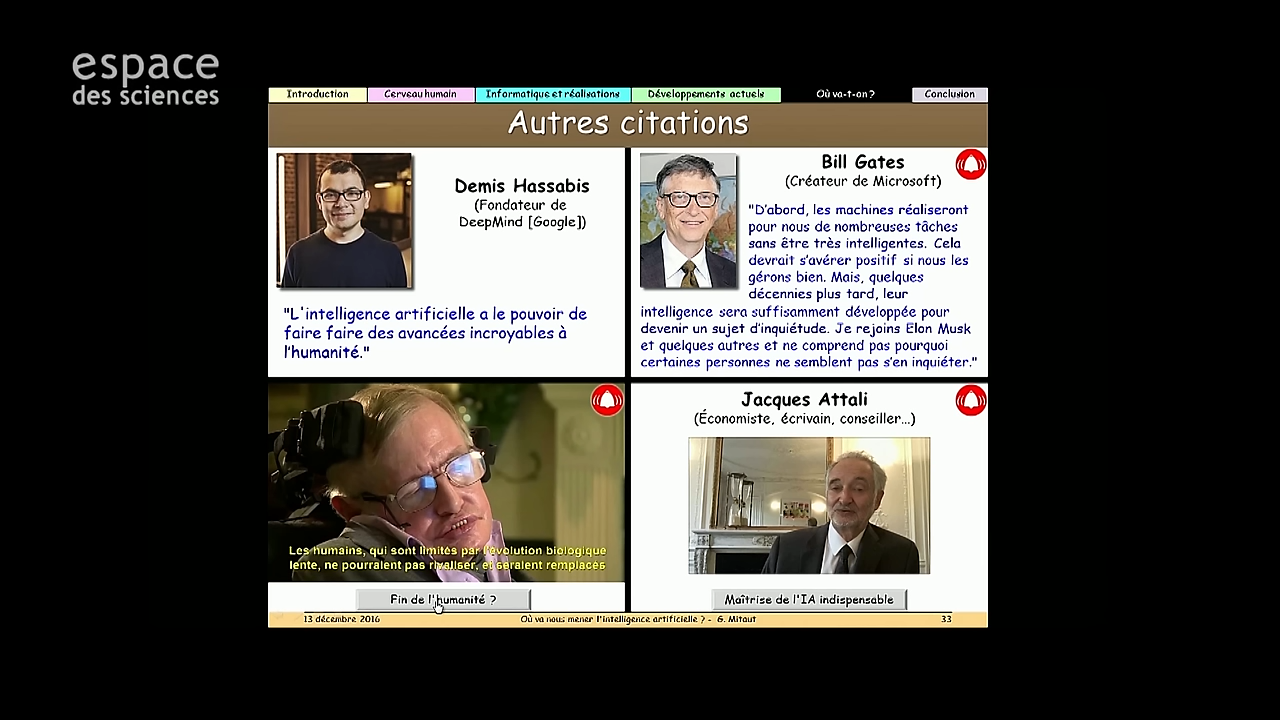 espace
des sciences
Introduction
Cerveau humain
Informatique et réalisations
Développements actuels
Où va-t-on ?
Conclusion
Autres citations
Demis Hassabis
(Fondateur de
DeepMind [Google])
"L'intelligence artificielle a le pouvoir de
faire faire des avancées incroyables à
l'humanité."
Bill Gates
(Créateur de Microsoft)
"D'abord, les machines réaliseront
pour nous de nombreuses tâches
sans être très intelligentes. Cela
devrait s'avérer positif si nous les
gérons bien. Mais, quelques
décennies plus tard, leur
intelligence sera suffisamment développée pour
devenir un sujet d'inquiétude. Je rejoins Elon Musk
et quelques autres et ne comprend pas pourquoi
certaines personnes ne semblent pas s'en inquiéter."
Les humains, qui sont limités par l'évolution biologique
lente, ne pourraient pas rivaliser, et seraient remplacés
Fin de l'humanité ?
Jacques Attali
(Économiste, écrivain, conseiller...)
Maîtrise de l'IA indispensable
13 décembre 2016
Où va nous mener l'intelligence artificielle ? - G. Mitaut
33